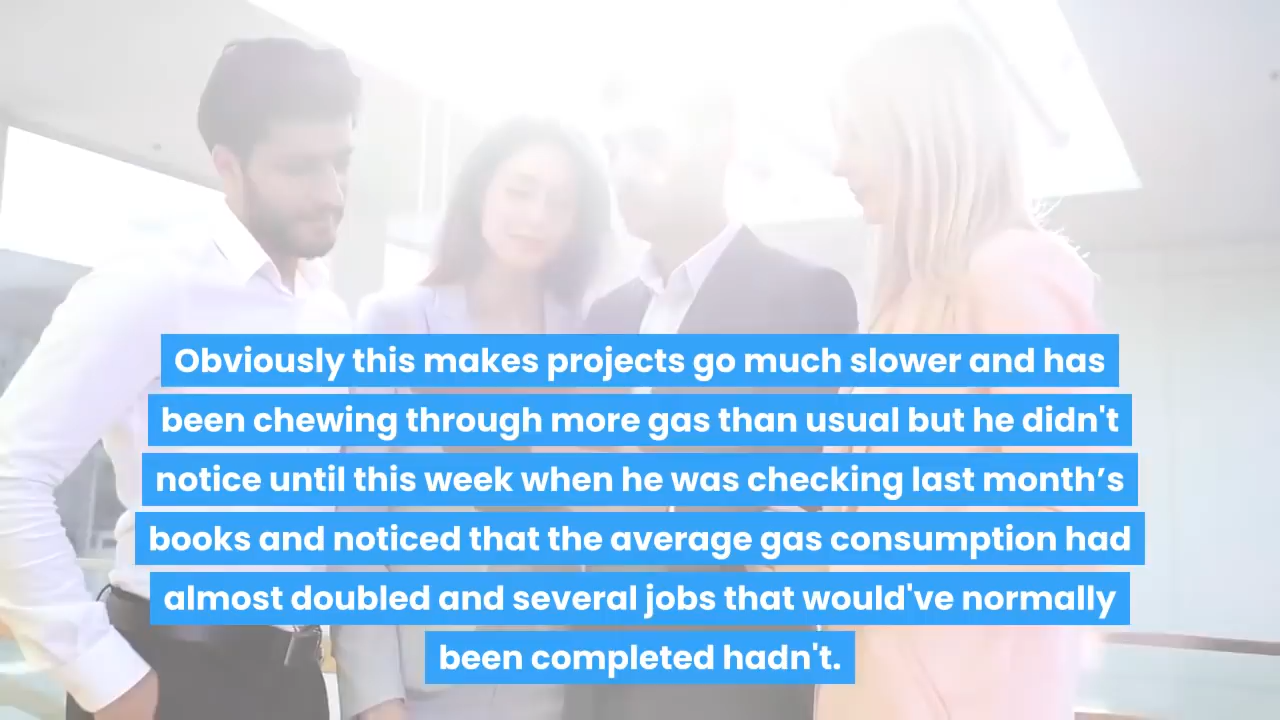 Obviously this makes projects go much slower and has
been chewing through more gas than usual but he didn't
notice until this week when he was checking last month’s
books and noticed that the average gas consumption had
almost doubled and several jobs that would've normally
been completed hadn't.